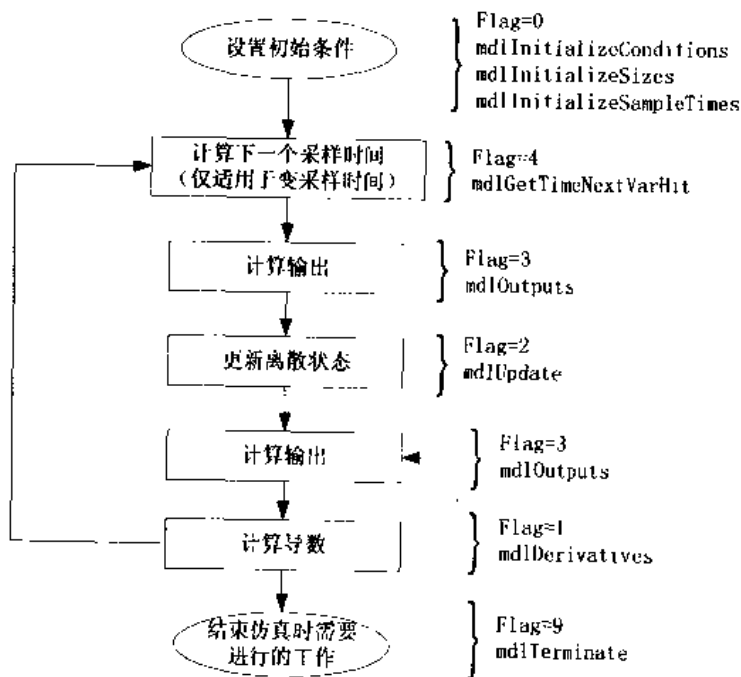 设置初始条件
Flag=0
mdlInitializeConditions
mdlInitializeSizes
mdlInitializeSampleTimes
计算下一个采样时间
(仅适用于变采样时间)
Flag=4
mdlGetTimeNextVarHit
计算输出
Flag=3
mdlOutputs
更新离散状态
Flag=2
mdlUpdate
计算输出
Flag=3
mdlOutputs
计算导数
Flag=1
mdlDerivatives
结束仿真时需要
进行的工作
Flag=9
mdlTerminate